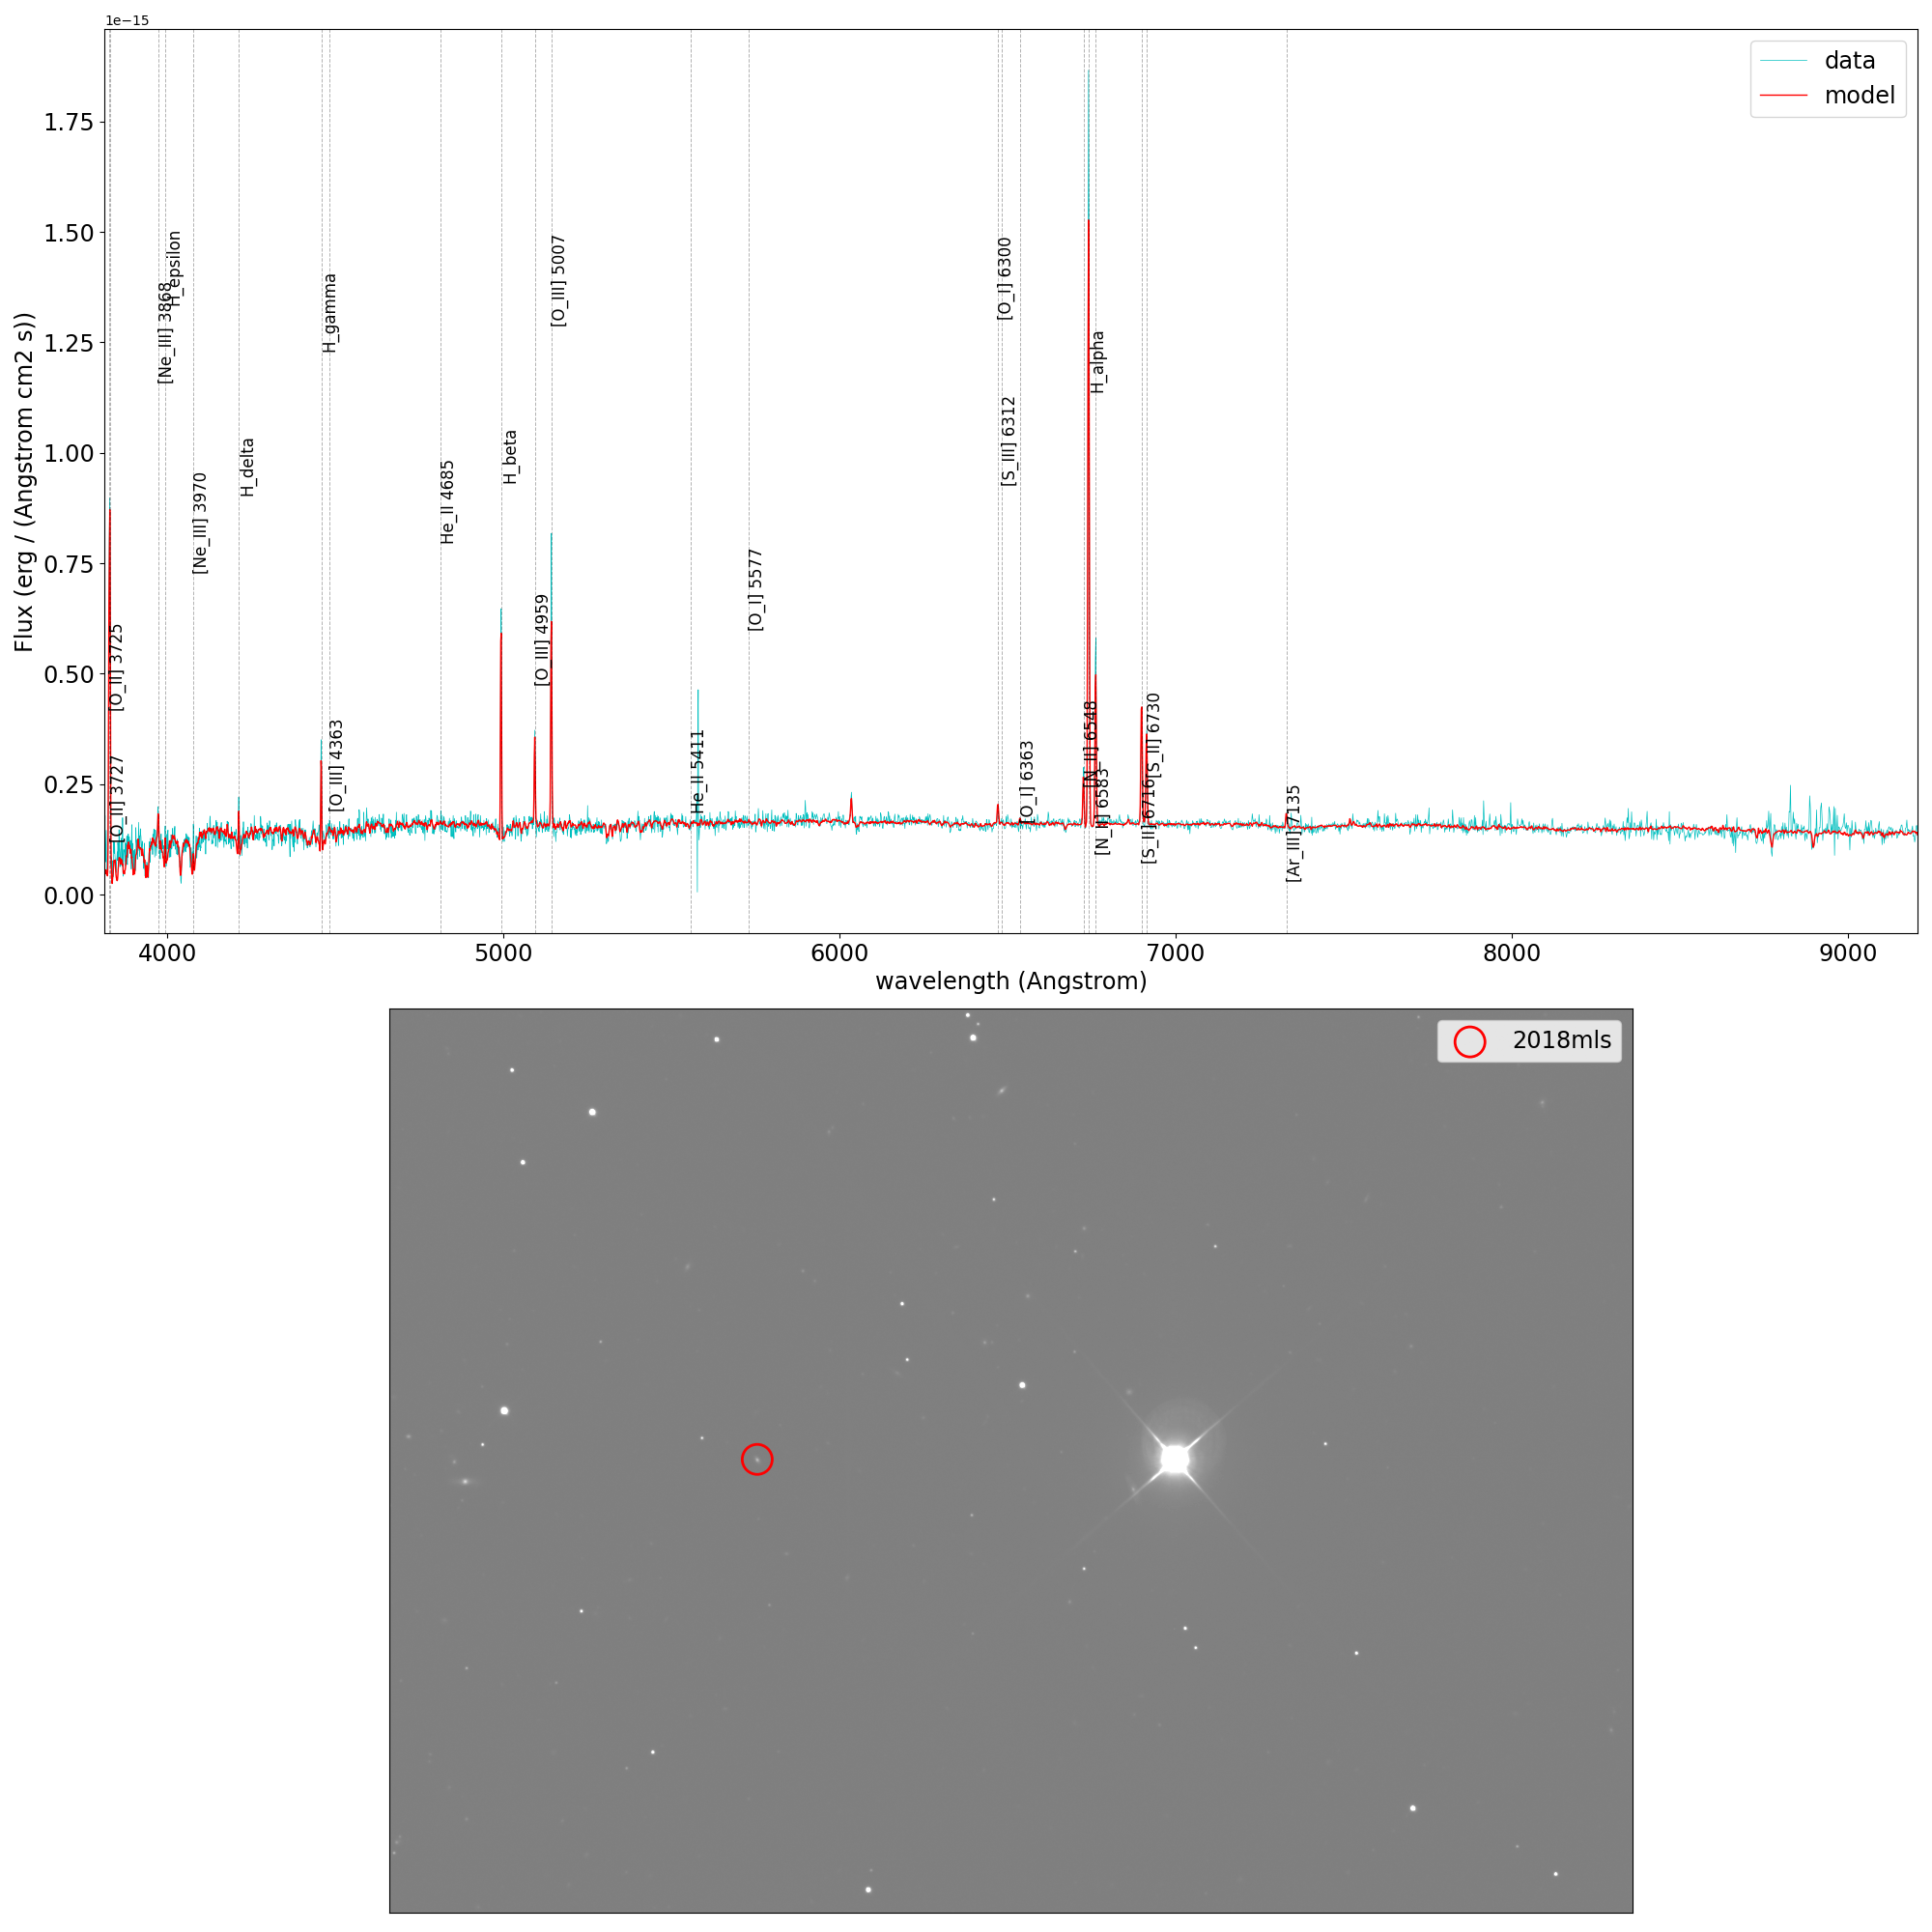 1e−15
data
model
1.75
1.50
1.25
1.00
0.75
0.50
0.25
0.00
Flux (erg / (Angstrom cm2 s))
[O_II] 3725
[O_II] 3727
[Ne_III] 3868
H_epsilon
[Ne_III] 3970
H_delta
H_gamma
[O_III] 4363
He_II 4685
H_beta
[O_III] 4959
[O_III] 5007
He_II 5411
[O_I] 5577
[O_I] 6300
[S_III] 6312
[O_I] 6363
[N_II] 6548
H_alpha
[N_II] 6583
[S_II] 6716
[S_II] 6730
[Ar_III] 7135
4000 5000 6000 7000 8000 9000
wavelength (Angstrom)
2018mls